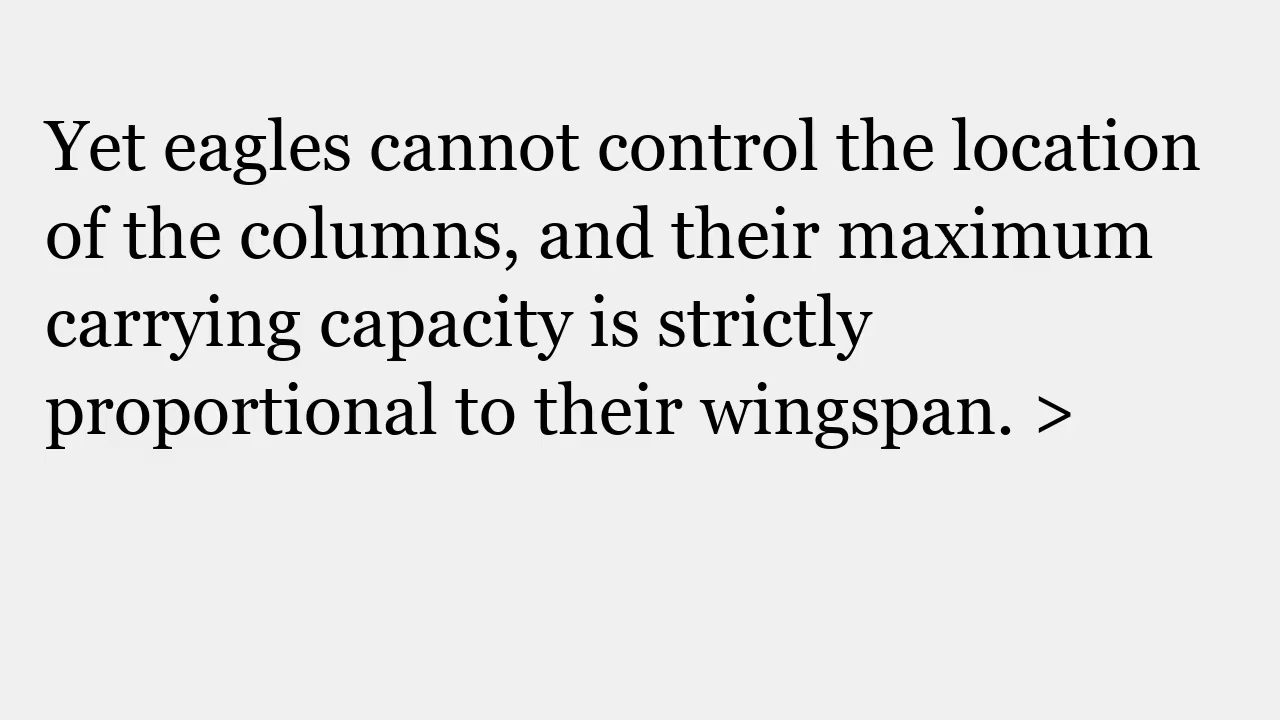 Yet eagles cannot control the location
of the columns, and their maximum
carrying capacity is strictly
proportional to their wingspan. >